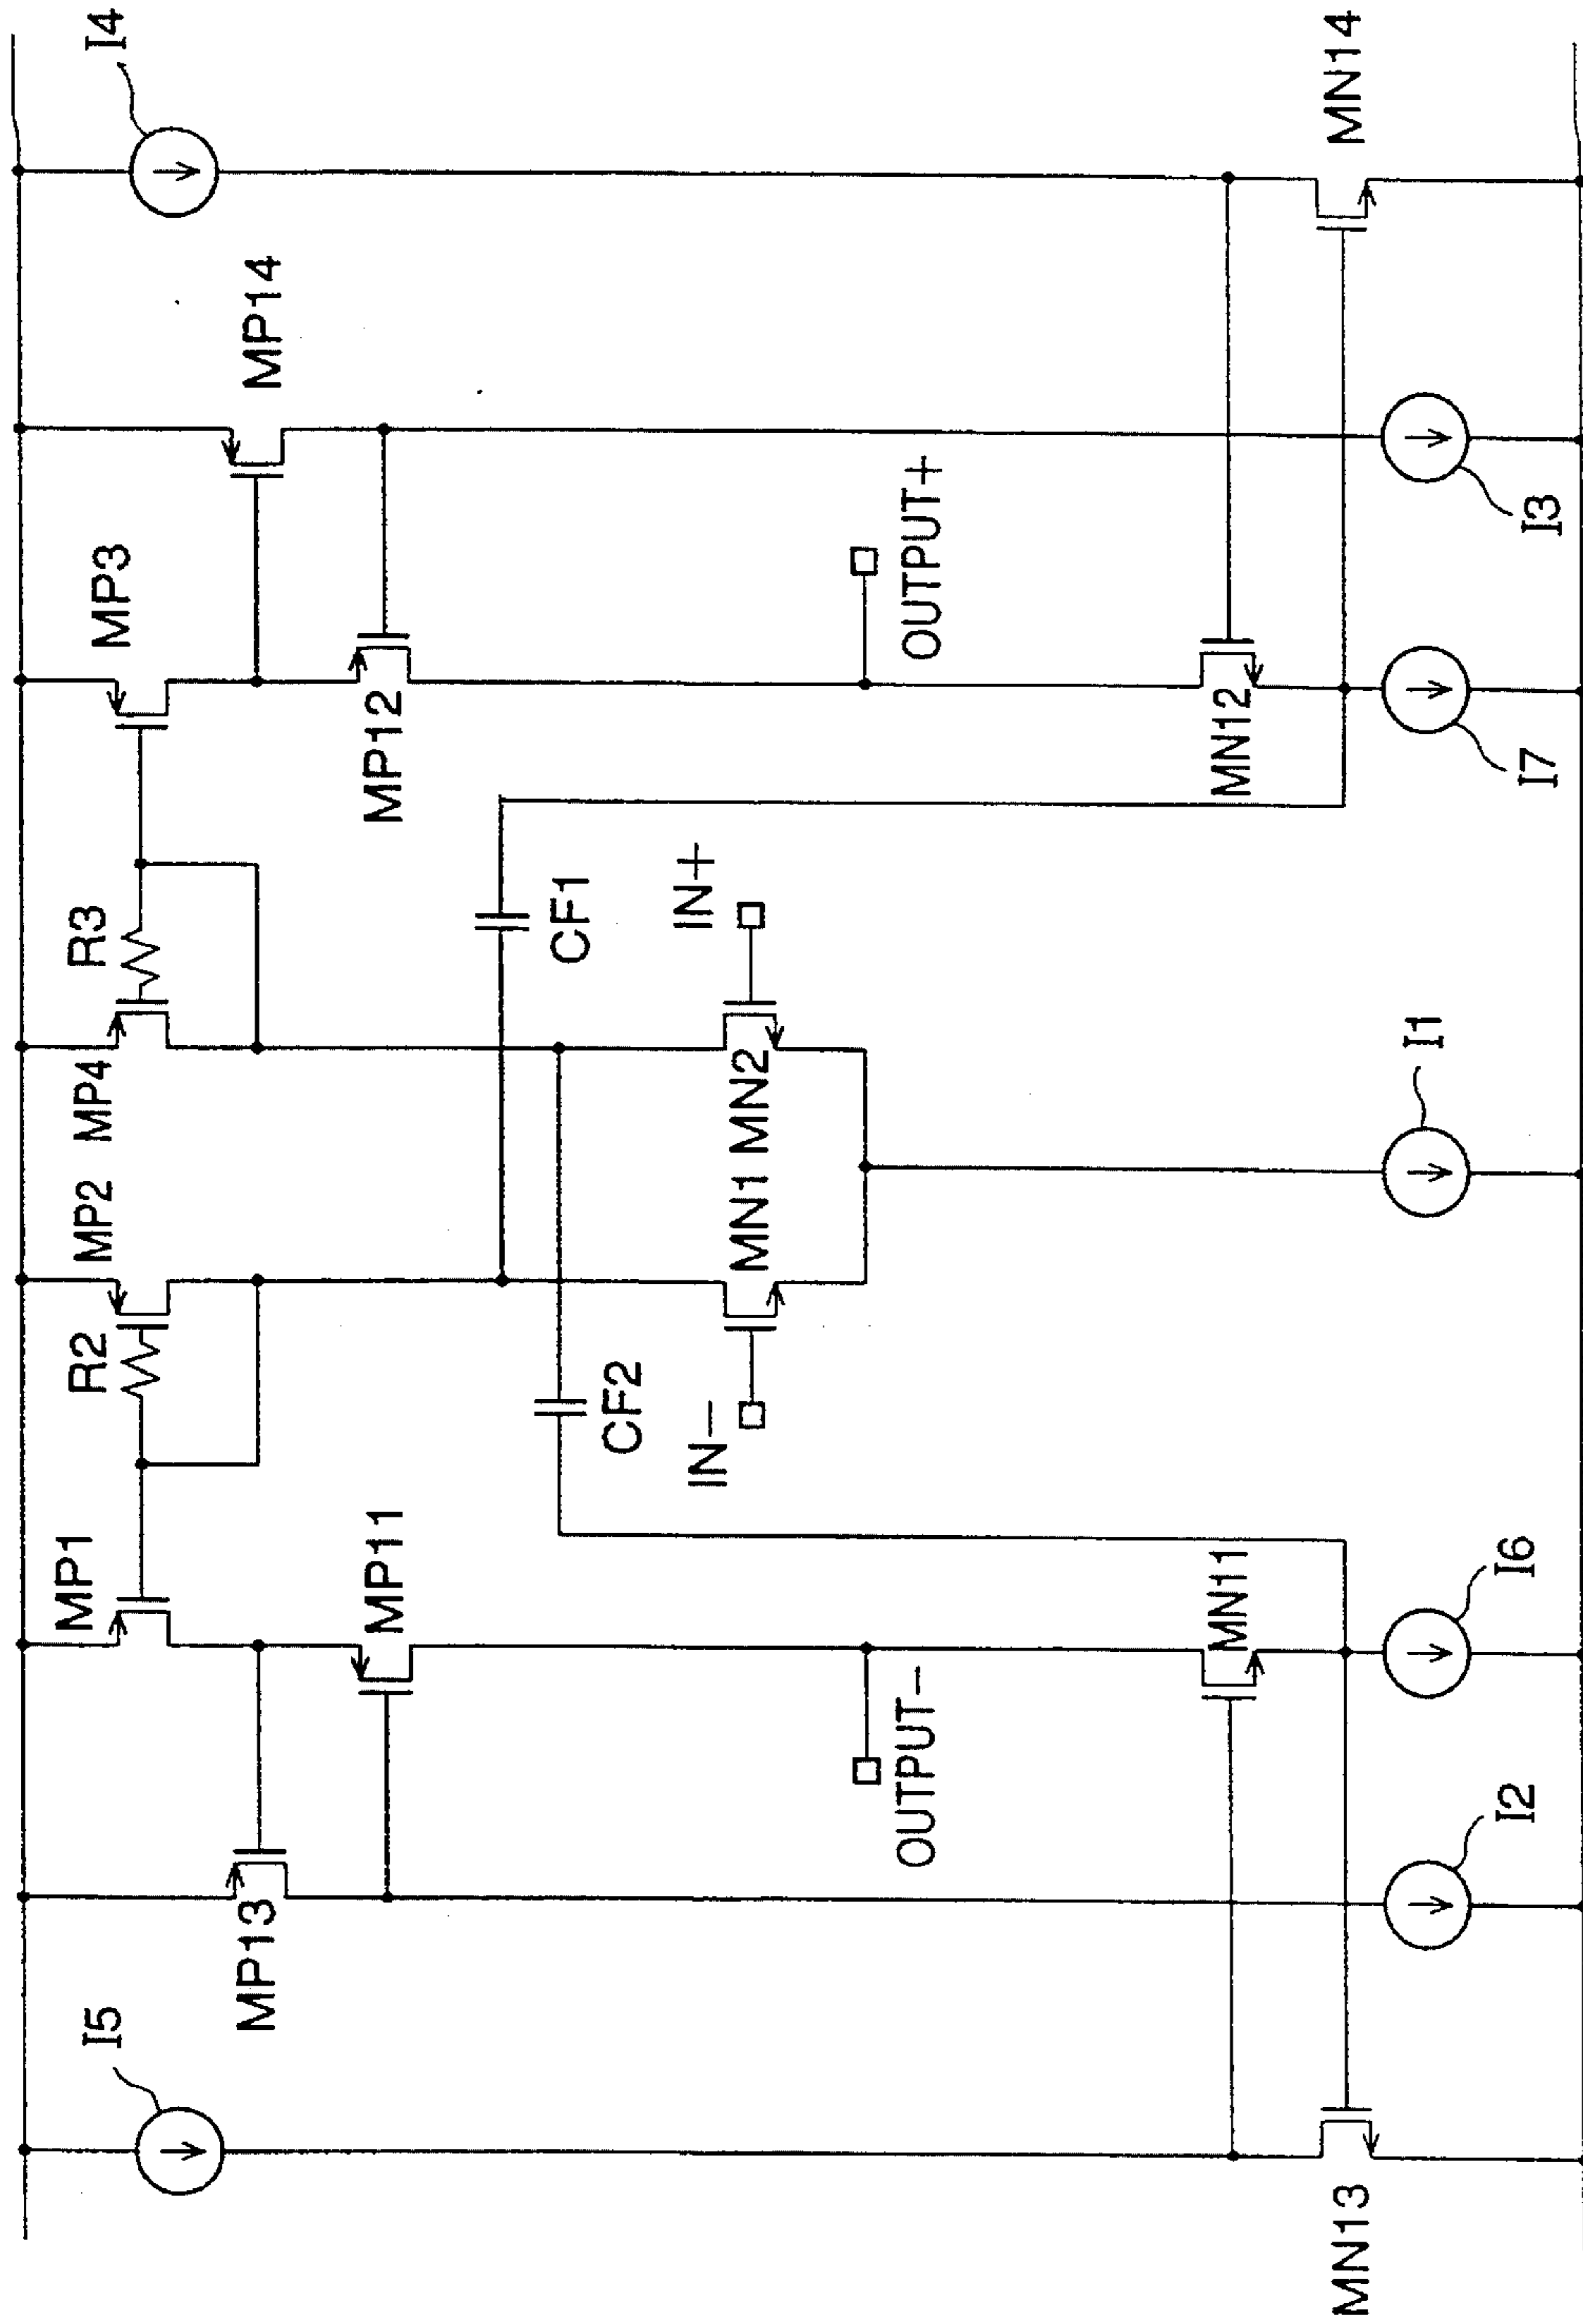 I4
MN14
MP14
MP3
I3
OUTPUT+
MP12
MN12
I7
R3
CF1
IN+
MP4
MN2
I1
MP2
MN1
R2
CF2
IN-
MP1
MP11
MN11
I6
OUTPUT-
I2
MP13
I5
MN13